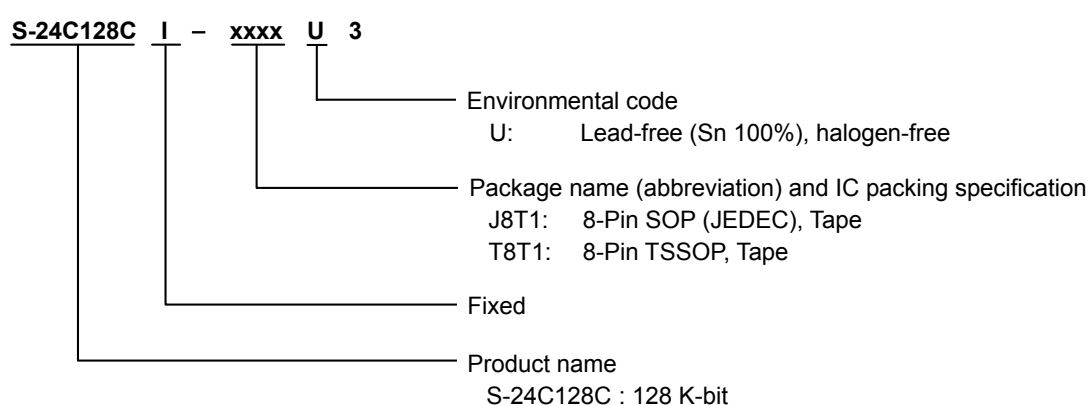 S-24C128C I – xxxx U 3
Environmental code
U: Lead-free (Sn 100%), halogen-free
Package name (abbreviation) and IC packing specification
J8T1: 8-Pin SOP (JEDEC), Tape
T8T1: 8-Pin TSSOP, Tape
Fixed
Product name
S-24C128C : 128 K-bit